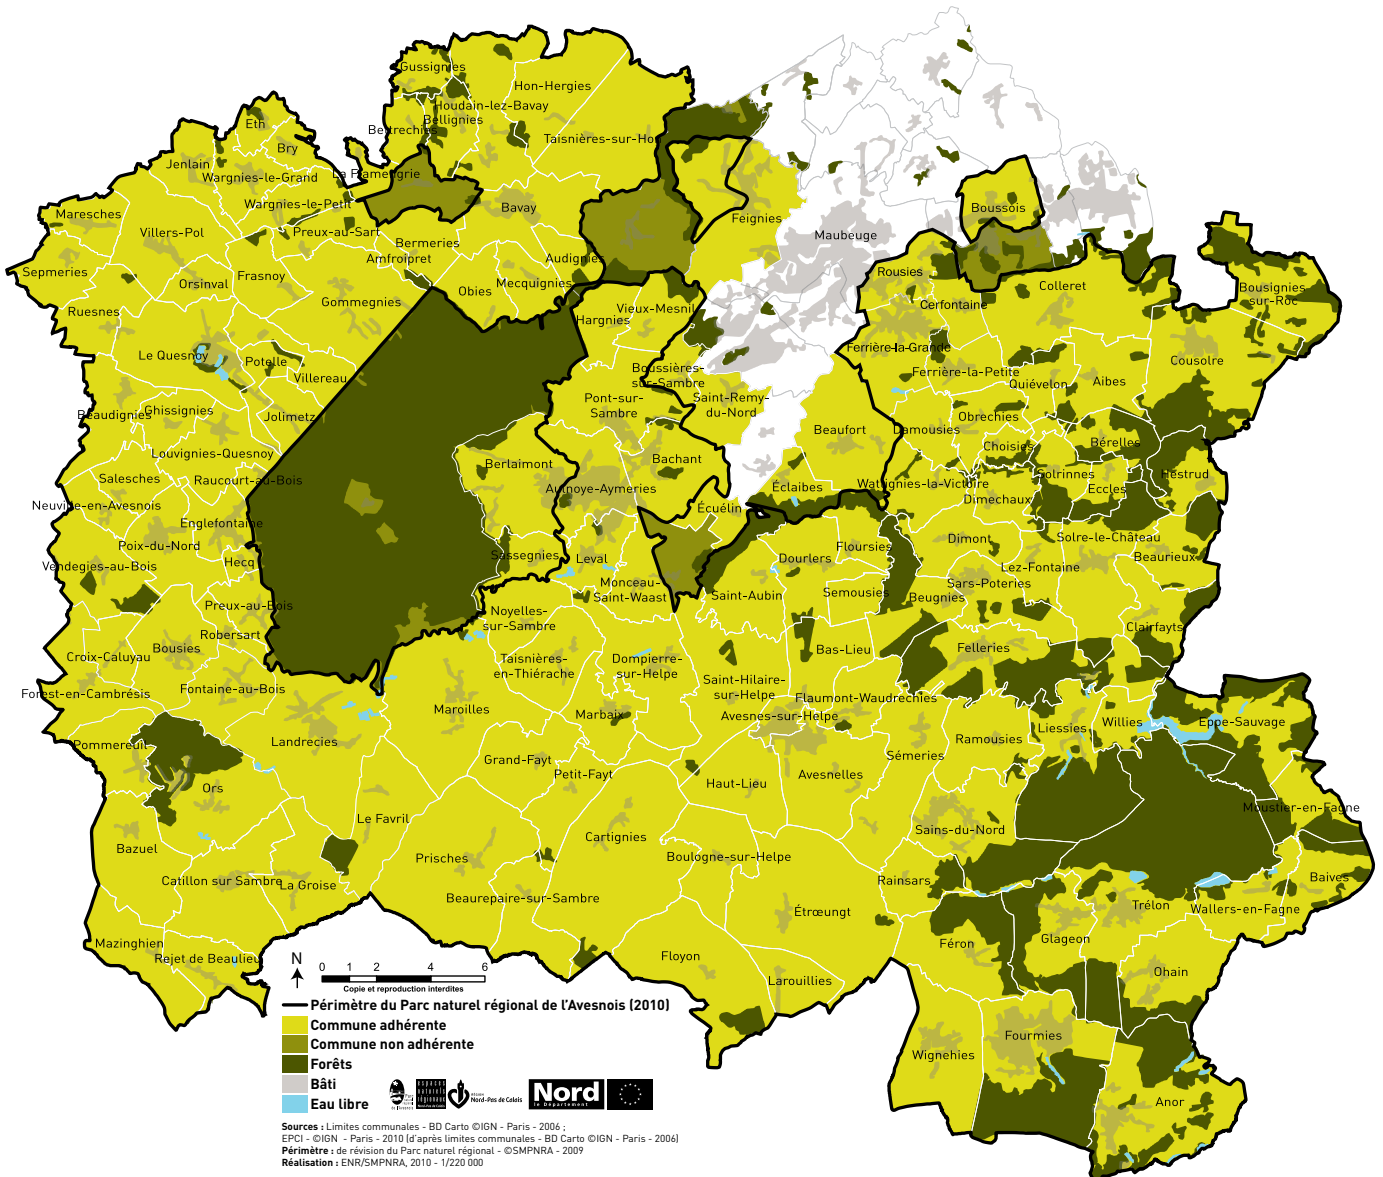 Gussignies
Hon-Hergies
Houdain-lez-Bavay
Bellignies
Bettrechies
Taisnières-sur-Hon
Eth
Bry
Jenlain
Wargnies-le-Grand
La Flamengrie
Wargnies-le-Petit
Bavay
Feignies
Boussois
Maresches
Villers-Pol
Preux-au-Sart
Maubeuge
Bermeries
Amfroipret
Audignies
Septmeries
Orsinval
Frasnoy
Mecquignies
Obies
Rousies
Colleret
Bousignies
sur-Roc
Gommegnies
Cerfontaine
Ruesnes
Vieux-Mesnil
Hargnies
Le Quesnoy
Potelle
Villereau
Ferrière-la-Grande
Cousolre
Boussières-
sur-Sambre
Ferrière-la-Petite
Quiévelon
Aibes
Pont-sur-
Sambre
Saint-Remy-
du-Nord
Beaudignies
Ghissignies
Jolimetz
Beaufort
Damousies
Obrechies
Choisies
Bérelles
Louvignies-Quesnoy
Berlaimont
Bachant
Salesches
Raucourt-au-Bois
Aulnoye-Aymeries
Éclaibes
Wattignies-la-Victoire
Solrinnes
Hestrud
Eccles
Dimechaux
Neuville-en-Avesnois
Écuélin
Englefontaine
Poix-du-Nord
Floursies
Dimont
Solre-le-Château
Vendegies-au-Bois
Hecq
Sassegnies
Leval
Dourlers
Lez-Fontaine
Beaurieux
Monceau-
Saint-Waast
Saint-Aubin
Semousies
Beugnies
Sars-Poteries
Preux-au-Bois
Noyelles-
sur-Sambre
Clairfayts
Robersart
Croix-Caluyau
Bousies
Taisnières-
en-Thiérache
Dompierre-
sur-Helpe
Bas-Lieu
Felleries
Forest-en-Cambrésis
Fontaine-au-Bois
Saint-Hilaire-
sur-Helpe
Flaumont-Waudrechies
Maroilles
Marbaix
Avesnes-sur-Helpe
Liessies
Willies
Eppe-Sauvage
Pommereuil
Landrecies
Ramousies
Sémeries
Grand-Fayt
Petit-Fayt
Haut-Lieu
Avesnelles
Ors
Moustier-en-Fagne
Le Favril
Sains-du-Nord
Cartignies
Bazuel
Prisches
Boulogne-sur-Helpe
Catillon sur Sambre
La Groise
Rainsars
Baives
Beaurepaire-sur-Sambre
Étrœungt
Trélon
Wallers-en-Fagne
Mazinghien
Féron
Glageon
Rejet de Beaulieu
Floyon
Larouillies
Ohain
Fourmies
Wignehies
Anor
N
0 2 4 6
Copie et reproduction interdites
Périmètre du Parc naturel régional de l’Avesnois (2010)
Commune adhérente
Commune non adhérente
Forêts
Bâti
Eau libre
Nord-Pas de Calais
Nord
le Département
Sources : Limites communales - BD Carto ©IGN - Paris - 2006 ;
EPCI - ©IGN - Paris - 2010 (d’après limites communales - BD Carto ©IGN - Paris - 2006)
Périmètre : de révision du Parc naturel régional - ©SMPNRA - 2009
Réalisation : ENR/SMPNRA, 2010 - 1/220 000